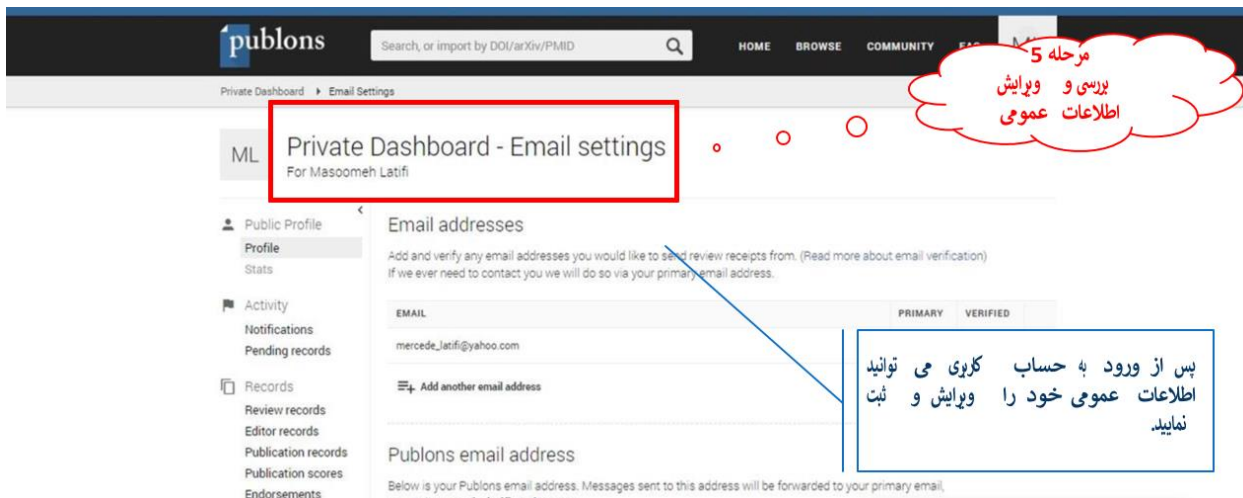 publons
Search, or import by DOI/arXiv/PMID
HOME BROWSE COMMUNITY
مرحله 5
بررسی و ویرایش
اطلاعات عمومی
Private Dashboard Email Settings
ML
Private Dashboard - Email settings
For Masoomeh Latifi
Public Profile
Profile
Stats
Activity
Notifications
Pending records
Records
Review records
Editor records
Publication records
Publication scores
Endorsements
Email addresses
Add and verify any email addresses you would like to send review receipts from. (Read more about email verification)
If we ever need to contact you we will do so via your primary email address.
EMAIL PRIMARY VERIFIED
mercede_latifi@yahoo.com
Add another email address
پس از ورود به حساب کاربری می توانید
اطلاعات عمومی خود را ویرایش و ثبت
نمایید.
Publons email address
Below is your Publons email address. Messages sent to this address will be forwarded to your primary email,